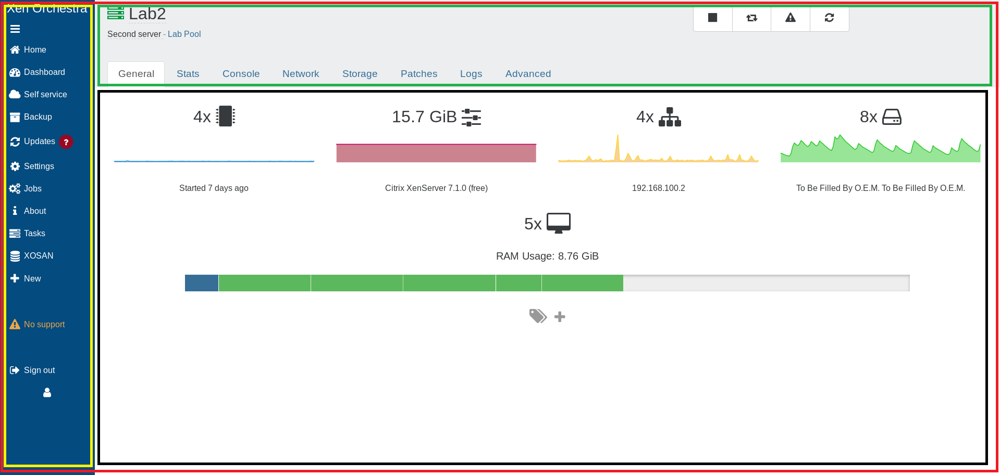 Xen Orchestra
Home
Dashboard
Self service
Backup
Updates ?
Settings
Jobs
About
Tasks
XOSAN
New
No support
Sign out
Lab2
Second server - Lab Pool
General Stats Console Network Storage Patches Logs Advanced
4x 15.7 GiB 4x 8x
Started 7 days ago Citrix XenServer 7.1.0 (free) 192.168.100.2 To Be Filled By O.E.M. To Be Filled By O.E.M.
5x
RAM Usage: 8.76 GiB